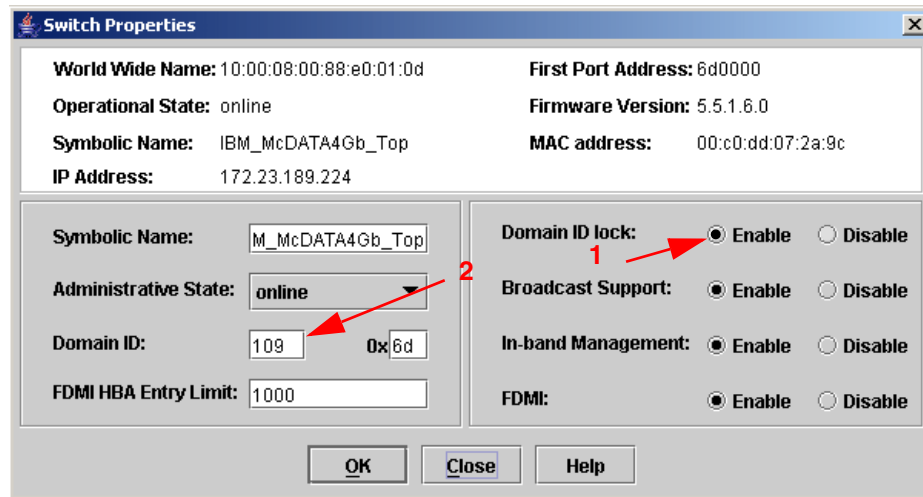 Switch Properties
World Wide Name: 10:00:08:00:88:e0:01:0d
First Port Address: 6d0000
Operational State: online
Firmware Version: 5.5.1.6.0
Symbolic Name: IBM_McDATA4Gb_Top
MAC address: 00:c0:dd:07:2a:9c
IP Address: 172.23.189.224
Symbolic Name: M_McDATA4Gb_Top
Administrative State: online
Domain ID: 109 0x 6d
FDMI HBA Entry Limit: 1000
2
Domain ID lock: Enable Disable
1
Broadcast Support: Enable Disable
In-band Management: Enable Disable
FDMI: Enable Disable
OK Close Help